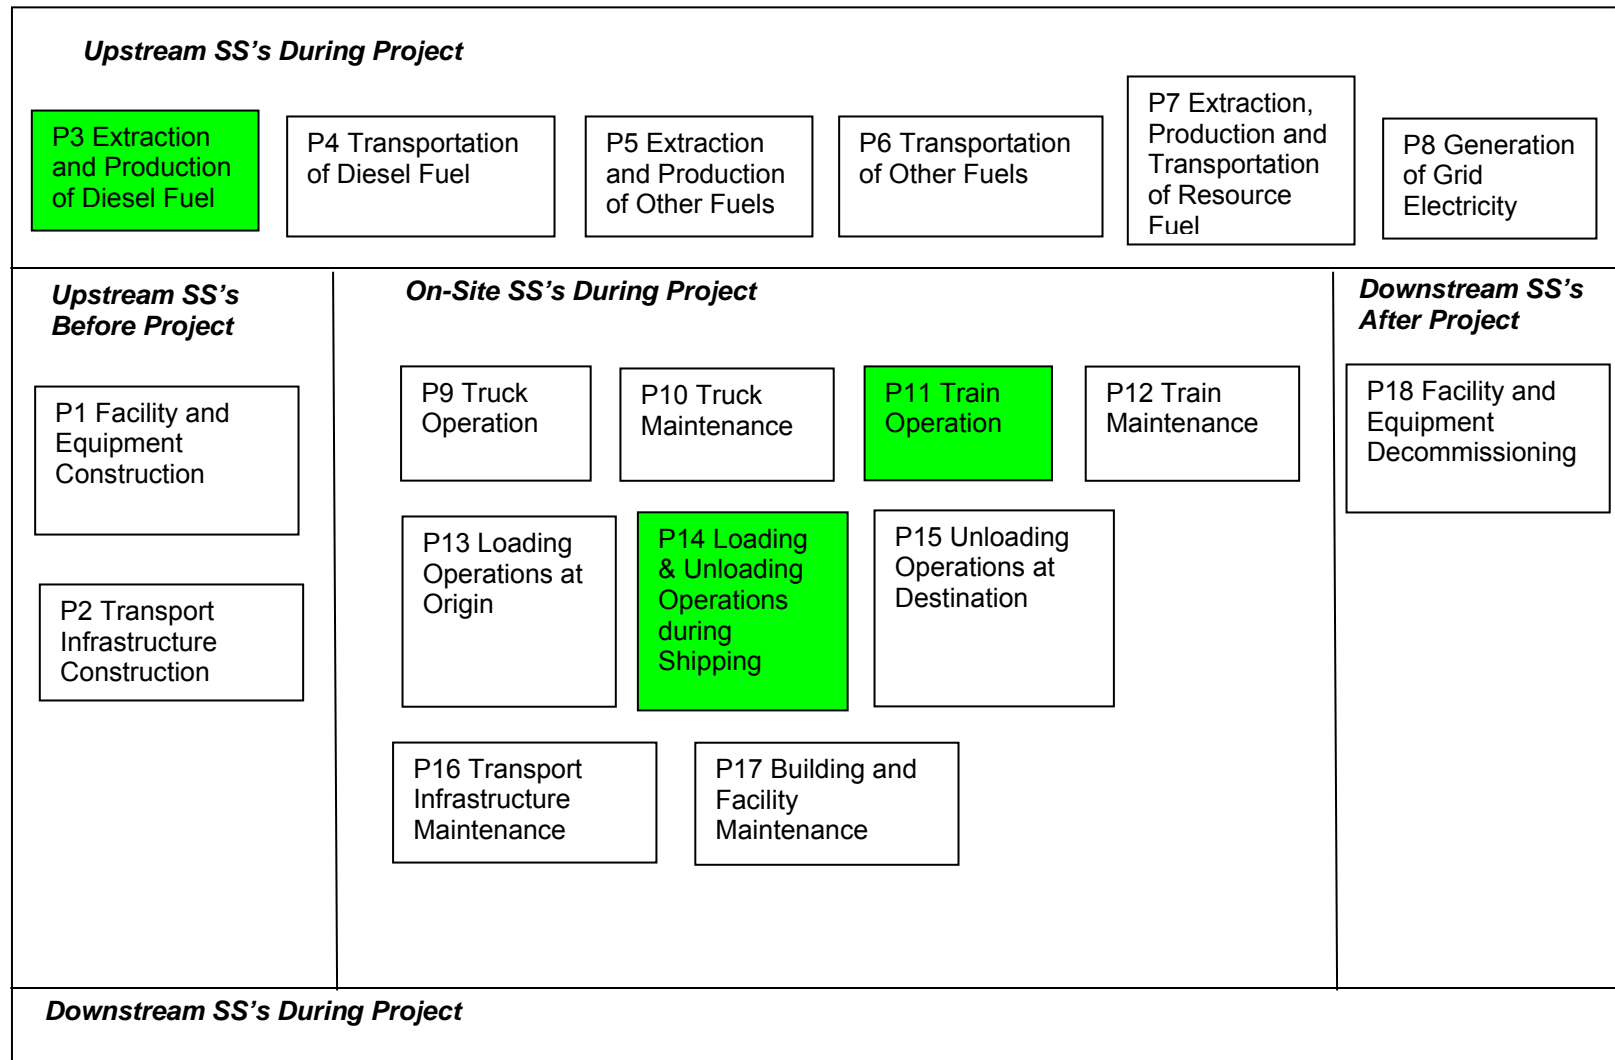 Upstream SS's During Project
P3 Extraction
and Production
of Diesel Fuel
P4 Transportation
of Diesel Fuel
P5 Extraction
and Production
of Other Fuels
P6 Transportation
of Other Fuels
P7 Extraction,
Production and
Transportation
of Resource
Fuel
P8 Generation
of Grid
Electricity
Upstream SS's
Before Project
P1 Facility and
Equipment
Construction
P2 Transport
Infrastructure
Construction
On-Site SS's During Project
P9 Truck
Operation
P10 Truck
Maintenance
P11 Train
Operation
P12 Train
Maintenance
P13 Loading
Operations at
Origin
P14 Loading
& Unloading
Operations
during
Shipping
P15 Unloading
Operations at
Destination
P16 Transport
Infrastructure
Maintenance
P17 Building and
Facility
Maintenance
Downstream SS's
After Project
P18 Facility and
Equipment
Decommissioning
Downstream SS's During Project